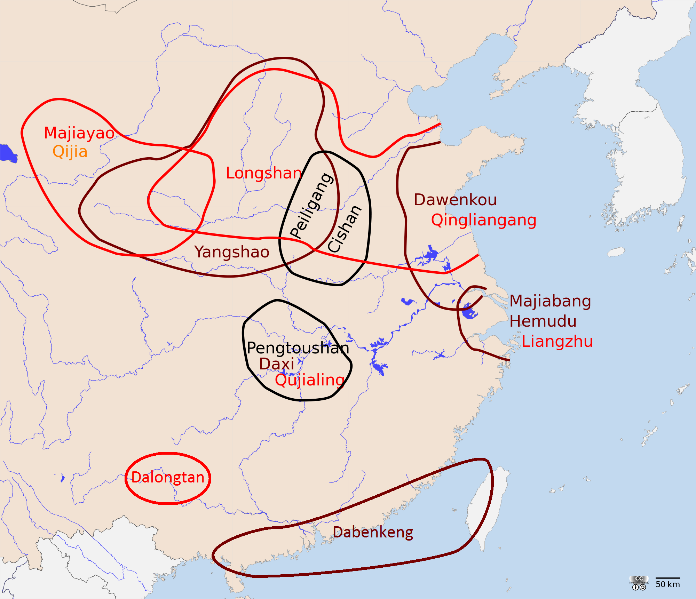 Majiayao
Qijia
Longshan
Peiligang
Cishan
Dawenkou
Qingliangang
Yangshao
Majiabang
Hemudu
Liangzhu
Pengtoushan
Daxi
Qujialing
Dalongtan
Dabenkeng
50 km